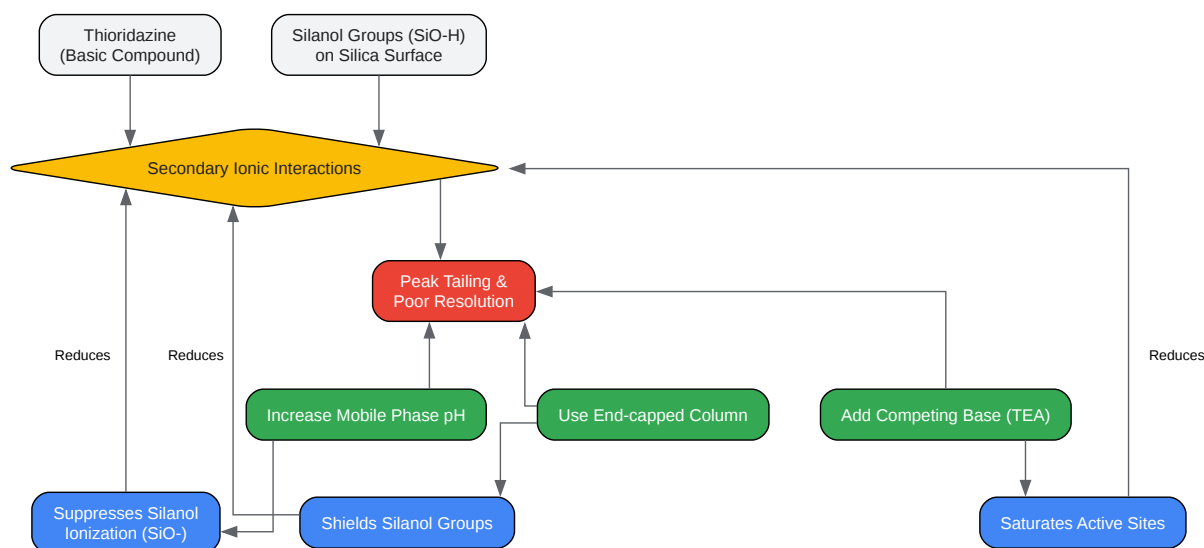 Thioridazine
(Basic Compound)
Silanol Groups (SiO-H)
on Silica Surface
Secondary Ionic Interactions
Peak Tailing &
Poor Resolution
Reduces
Reduces
Reduces
Increase Mobile Phase pH
Use End-capped Column
Add Competing Base (TEA)
Suppresses Silanol
Ionization (SiO-)
Shields Silanol Groups
Saturates Active Sites